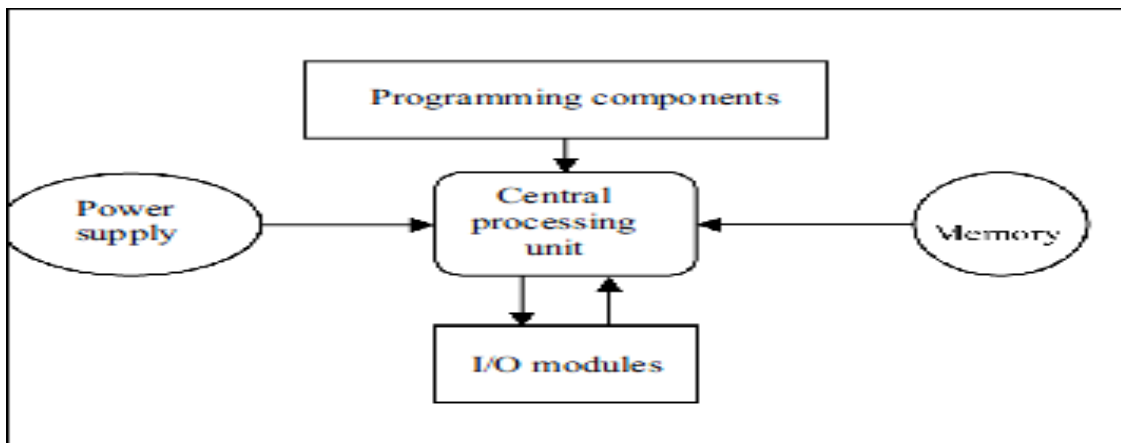 Programming components
Central
processing
unit
Power
supply
Memory
I/O modules